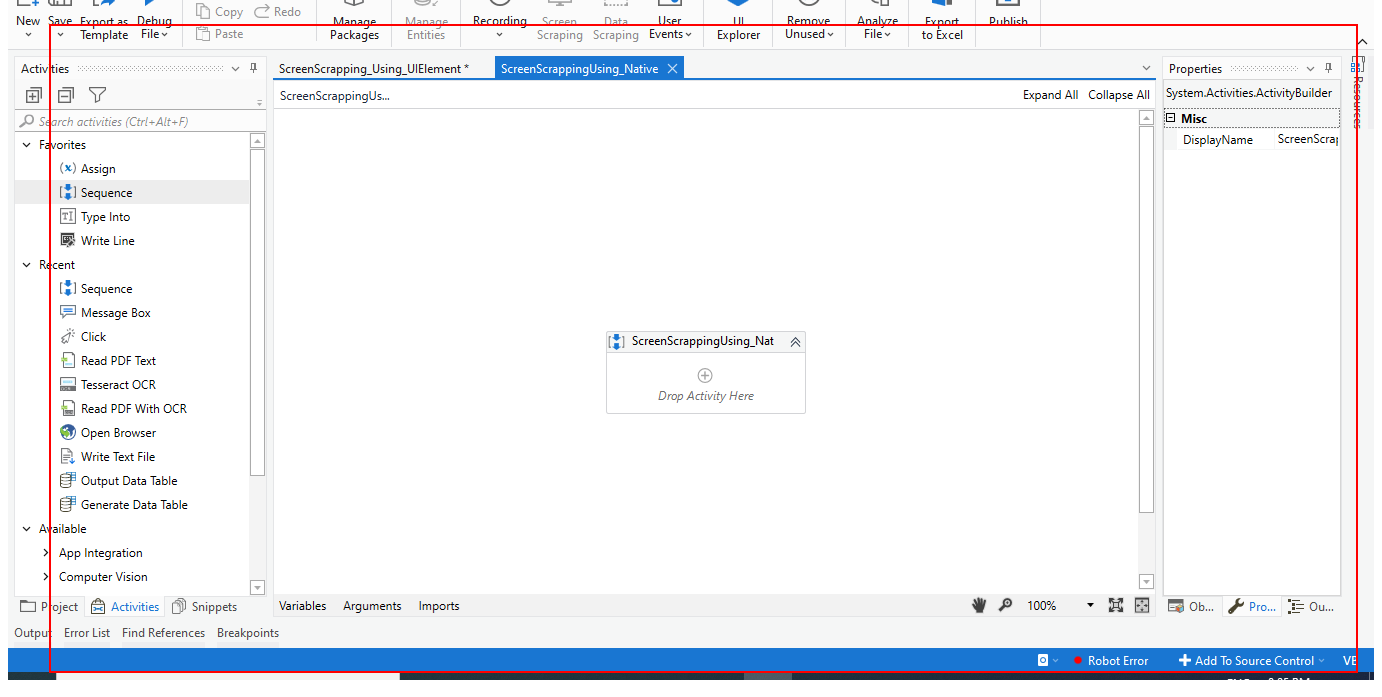 New Save Export as Template Debug File
Copy Redo
Paste
Manage Packages
Manage Entities
Recording
Screen Scraping
Data Scraping
User Events
UI Explorer
Remove Unused
Analyze File
Export to Excel
Publish
Activities
Search activities (Ctrl+Alt+F)
Favorites
(x) Assign
Sequence
TI Type Into
Write Line
Recent
Sequence
Message Box
Click
Read PDF Text
Tesseract OCR
Read PDF With OCR
Open Browser
Write Text File
Output Data Table
Generate Data Table
Available
App Integration
Computer Vision
Project Activities Snippets
ScreenScrapping_Using_UIElement *
ScreenScrappingUsing_Native
ScreenScrappingUs...
Expand All Collapse All
ScreenScrappingUsing_Nat
Drop Activity Here
Variables Arguments Imports
100%
Properties
System.Activities.ActivityBuilder
Misc
DisplayName ScreenScrap
Resources
Ob... Pro... Ou...
Output Error List Find References Breakpoints
Robot Error Add To Source Control VB